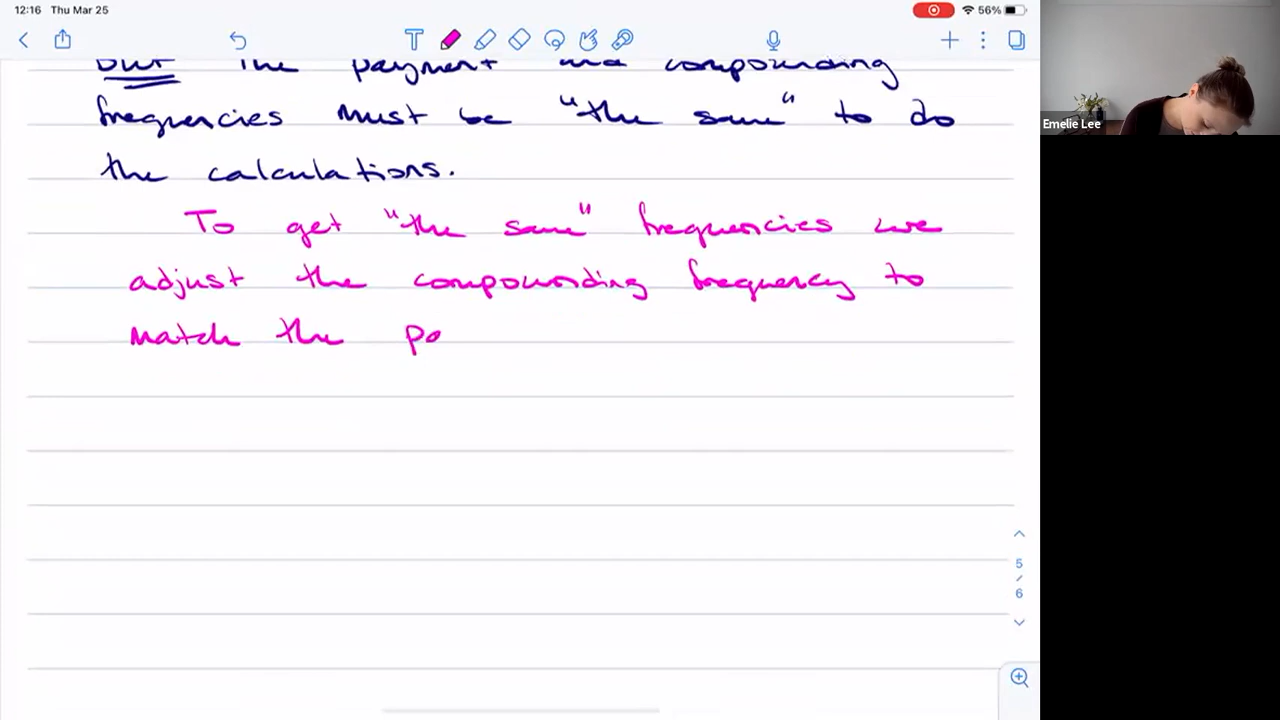 12:16 Thu Mar 25
56%
but the payment and compounding
frequencies must be "the same" to do
the calculations.
To get "the same" frequencies we
adjust the compounding frequency to
match the pa
Emelie Lee
5
6